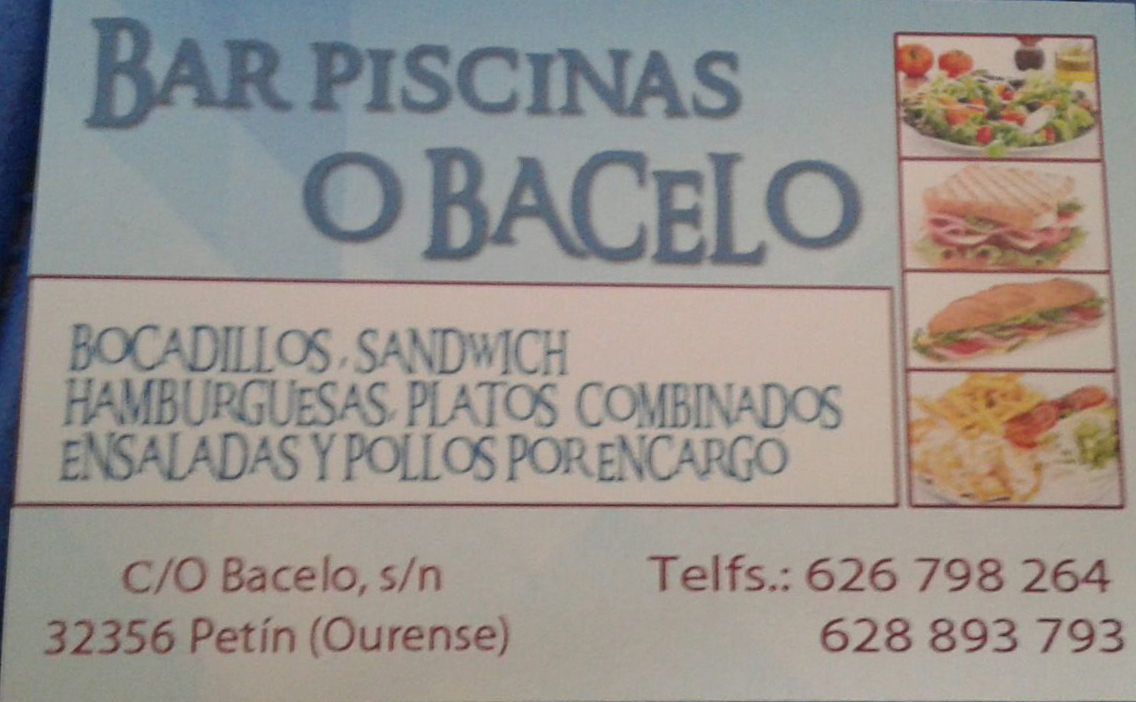 BAR PISCINAS
O BACELO
BOCADILLOS, SANDWICH
HAMBURGUESAS, PLATOS COMBINADOS
ENSALADAS Y POLLOS POR ENCARGO
C/O Bacelo, s/n
32356 Petín (Ourense)
Telfs.: 626 798 264
628 893 793